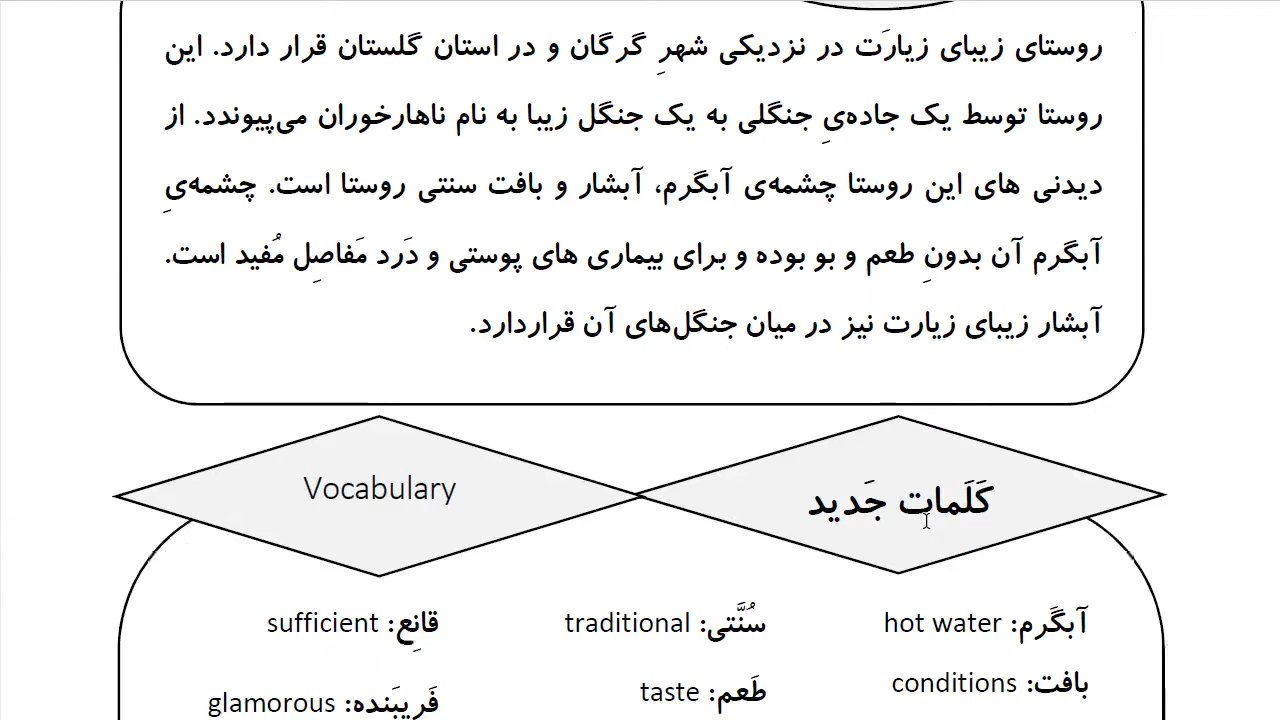 روستای زیبای زیارَت در نزدیکی شهرِ گرگان و در استان گلستان قرار دارد. این
روستا توسط یک جاده‌یِ جنگلی به یک جنگل زیبا به نام ناهارخوران می‌پیوندد. از
دیدنی های این روستا چشمه‌ی آبگرم، آبشار و بافت سنتی روستا است. چشمه‌یِ
آبگرم آن بدونِ طعم و بو بوده و برای بیماری های پوستی و دَرد مَفاصِل مُفید است.
آبشار زیبای زیارت نیز در میان جنگل‌های آن قراردارد.
کَلَمات جَدید
Vocabulary
آبگَرم: hot water
سُنَّتی: traditional
قانِع: sufficient
بافت: conditions
طَعم: taste
فَریبَنده: glamorous